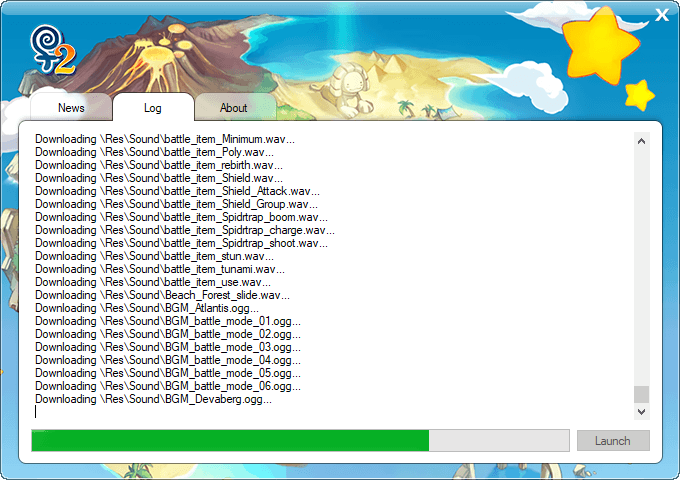 X
2
News
Log
About
Downloading \Res\Sound\battle_item_Minimum.wav...
Downloading \Res\Sound\battle_item_Poly.wav...
Downloading \Res\Sound\battle_item_rebirth.wav...
Downloading \Res\Sound\battle_item_Shield.wav...
Downloading \Res\Sound\battle_item_Shield_Attack.wav...
Downloading \Res\Sound\battle_item_Shield_Group.wav...
Downloading \Res\Sound\battle_item_Spidrtrap_boom.wav...
Downloading \Res\Sound\battle_item_Spidrtrap_charge.wav...
Downloading \Res\Sound\battle_item_Spidrtrap_shoot.wav...
Downloading \Res\Sound\battle_item_stun.wav...
Downloading \Res\Sound\battle_item_tunami.wav...
Downloading \Res\Sound\battle_item_use.wav...
Downloading \Res\Sound\Beach_Forest_slide.wav...
Downloading \Res\Sound\BGM_Atlantis.ogg...
Downloading \Res\Sound\BGM_battle_mode_01.ogg...
Downloading \Res\Sound\BGM_battle_mode_02.ogg...
Downloading \Res\Sound\BGM_battle_mode_03.ogg...
Downloading \Res\Sound\BGM_battle_mode_04.ogg...
Downloading \Res\Sound\BGM_battle_mode_05.ogg...
Downloading \Res\Sound\BGM_battle_mode_06.ogg...
Downloading \Res\Sound\BGM_Devaberg.ogg...
Launch